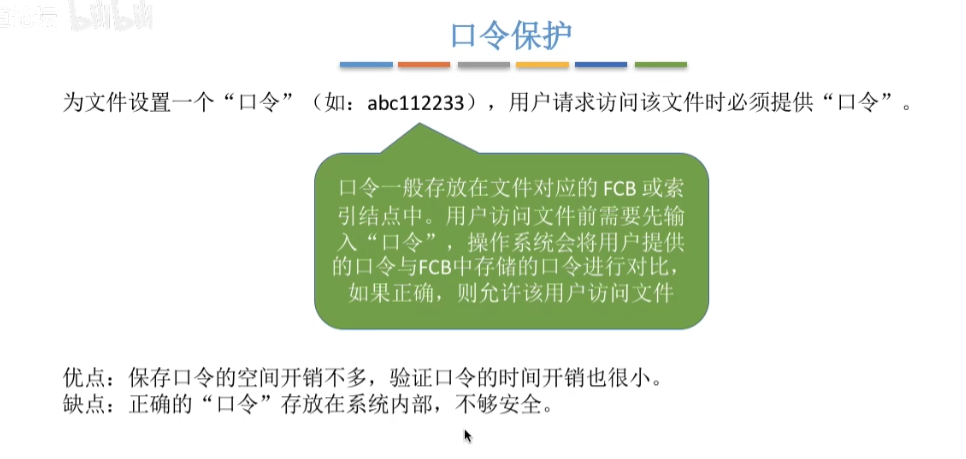 bilibili
口令保护
为文件设置一个“口令”（如：abc112233），用户请求访问该文件时必须提供“口令”。
口令一般存放在文件对应的 FCB 或索
引结点中。用户访问文件前需要先输
入“口令”，操作系统会将用户提供
的口令与FCB中存储的口令进行对比，
如果正确，则允许该用户访问文件
优点：保存口令的空间开销不多，验证口令的时间开销也很小。
缺点：正确的“口令”存放在系统内部，不够安全。